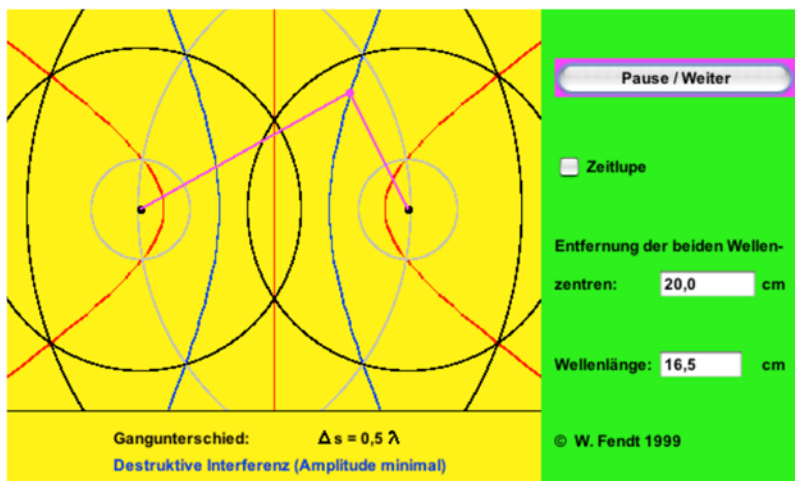 Pause / Weiter
Zeitlupe
Entfernung der beiden Wellen-
zentren: 20,0 cm
Wellenlänge: 16,5 cm
Gangunterschied: Δ s = 0,5 λ
Destruktive Interferenz (Amplitude minimal)
© W. Fendt 1999